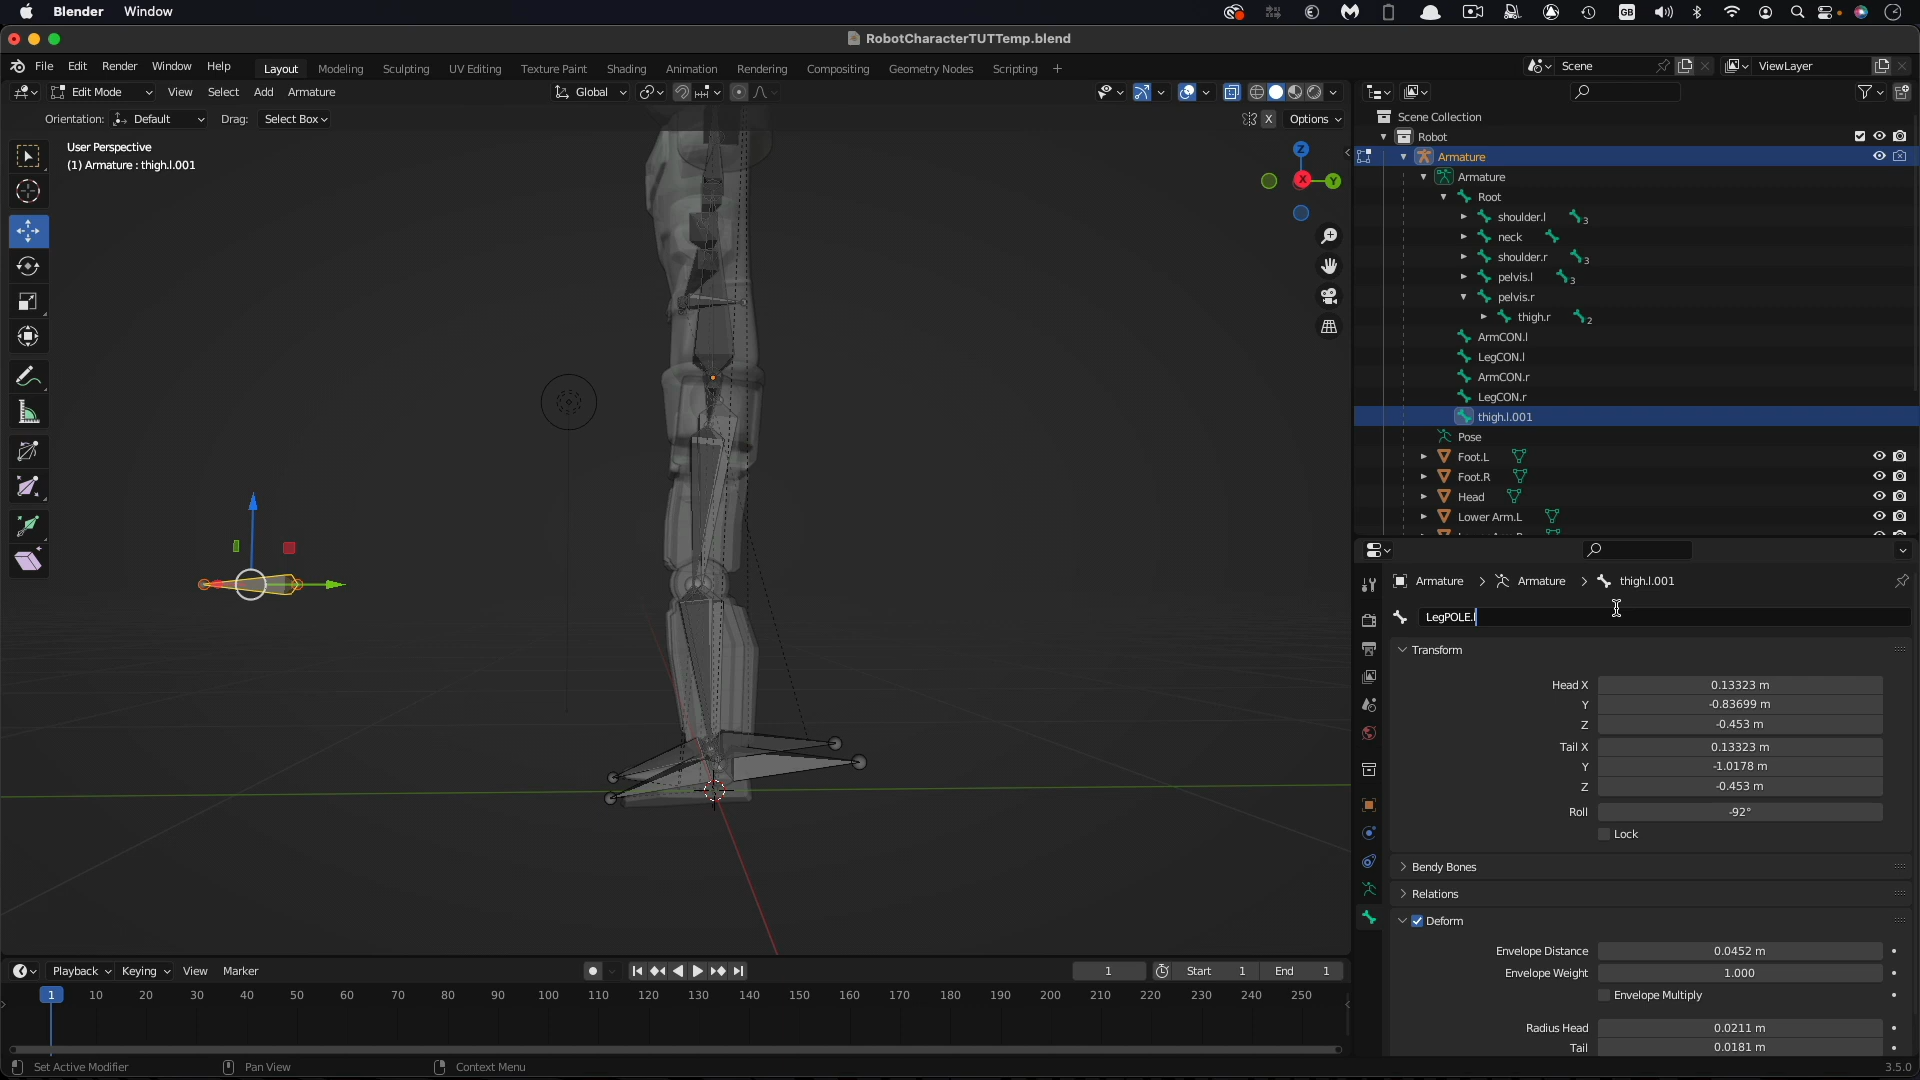 Blender Window
RobotCharacterTUTTemp.blend
File Edit Render Window Help Layout Modeling Sculpting UV Editing Texture Paint Shading Animation Rendering Compositing Geometry Nodes Scripting + Scene ViewLayer
Edit Mode View Select Add Armature Global
Orientation: Default Drag: Select Box X Options
User Perspective
(1) Armature : thigh.l.001
Z
X
Y
Scene Collection
Robot
Armature
Armature
Root
shoulder.l 3
neck
shoulder.r 3
pelvis.l 3
pelvis.r
thigh.r 2
ArmCON.l
LegCON.l
ArmCON.r
LegCON.r
thigh.l.001
Pose
Foot.L
Foot.R
Head
Lower Arm.L
Armature > Armature > thigh.l.001
LegPOLE.l
Transform
Head X 0.13323 m
Y -0.83699 m
Z -0.453 m
Tail X 0.13323 m
Y -1.0178 m
Z -0.453 m
Roll -92°
Lock
Bendy Bones
Relations
Deform
Envelope Distance 0.0452 m
Envelope Weight 1.000
Envelope Multiply
Radius Head 0.0211 m
Tail 0.0181 m
Playback Keying View Marker 1 Start 1 End 1
1 10 20 30 40 50 60 70 80 90 100 110 120 130 140 150 160 170 180 190 200 210 220 230 240 250
Set Active Modifier Pan View Context Menu 3.5.0